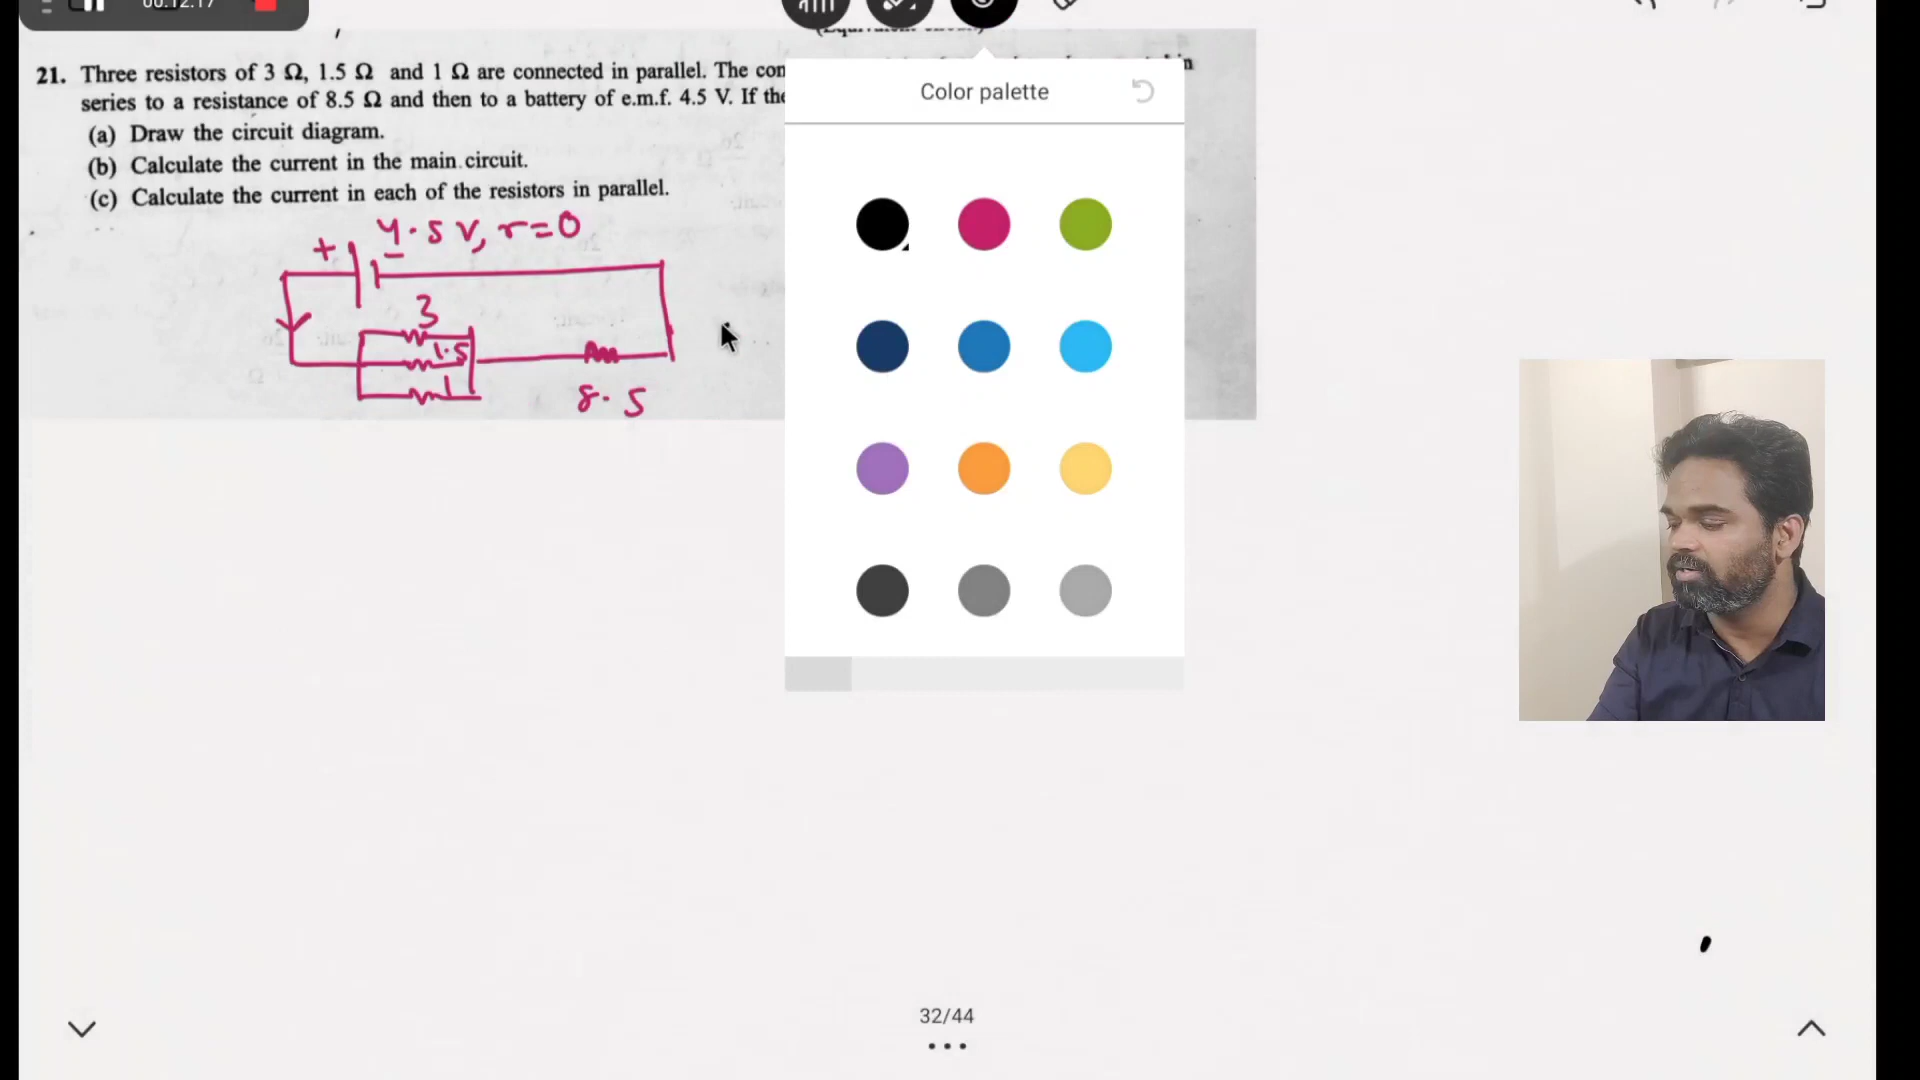 00:12:17
21. Three resistors of 3 Ω, 1.5 Ω and 1 Ω are connected in parallel. The
series to a resistance of 8.5 Ω and then to a battery of e.m.f. 4.5 V. If
(a) Draw the circuit diagram.
(b) Calculate the current in the main circuit.
(c) Calculate the current in each of the resistors in parallel.
Color palette
+ 4.5 V, r=0
3
1.5
1
8.5
32/44